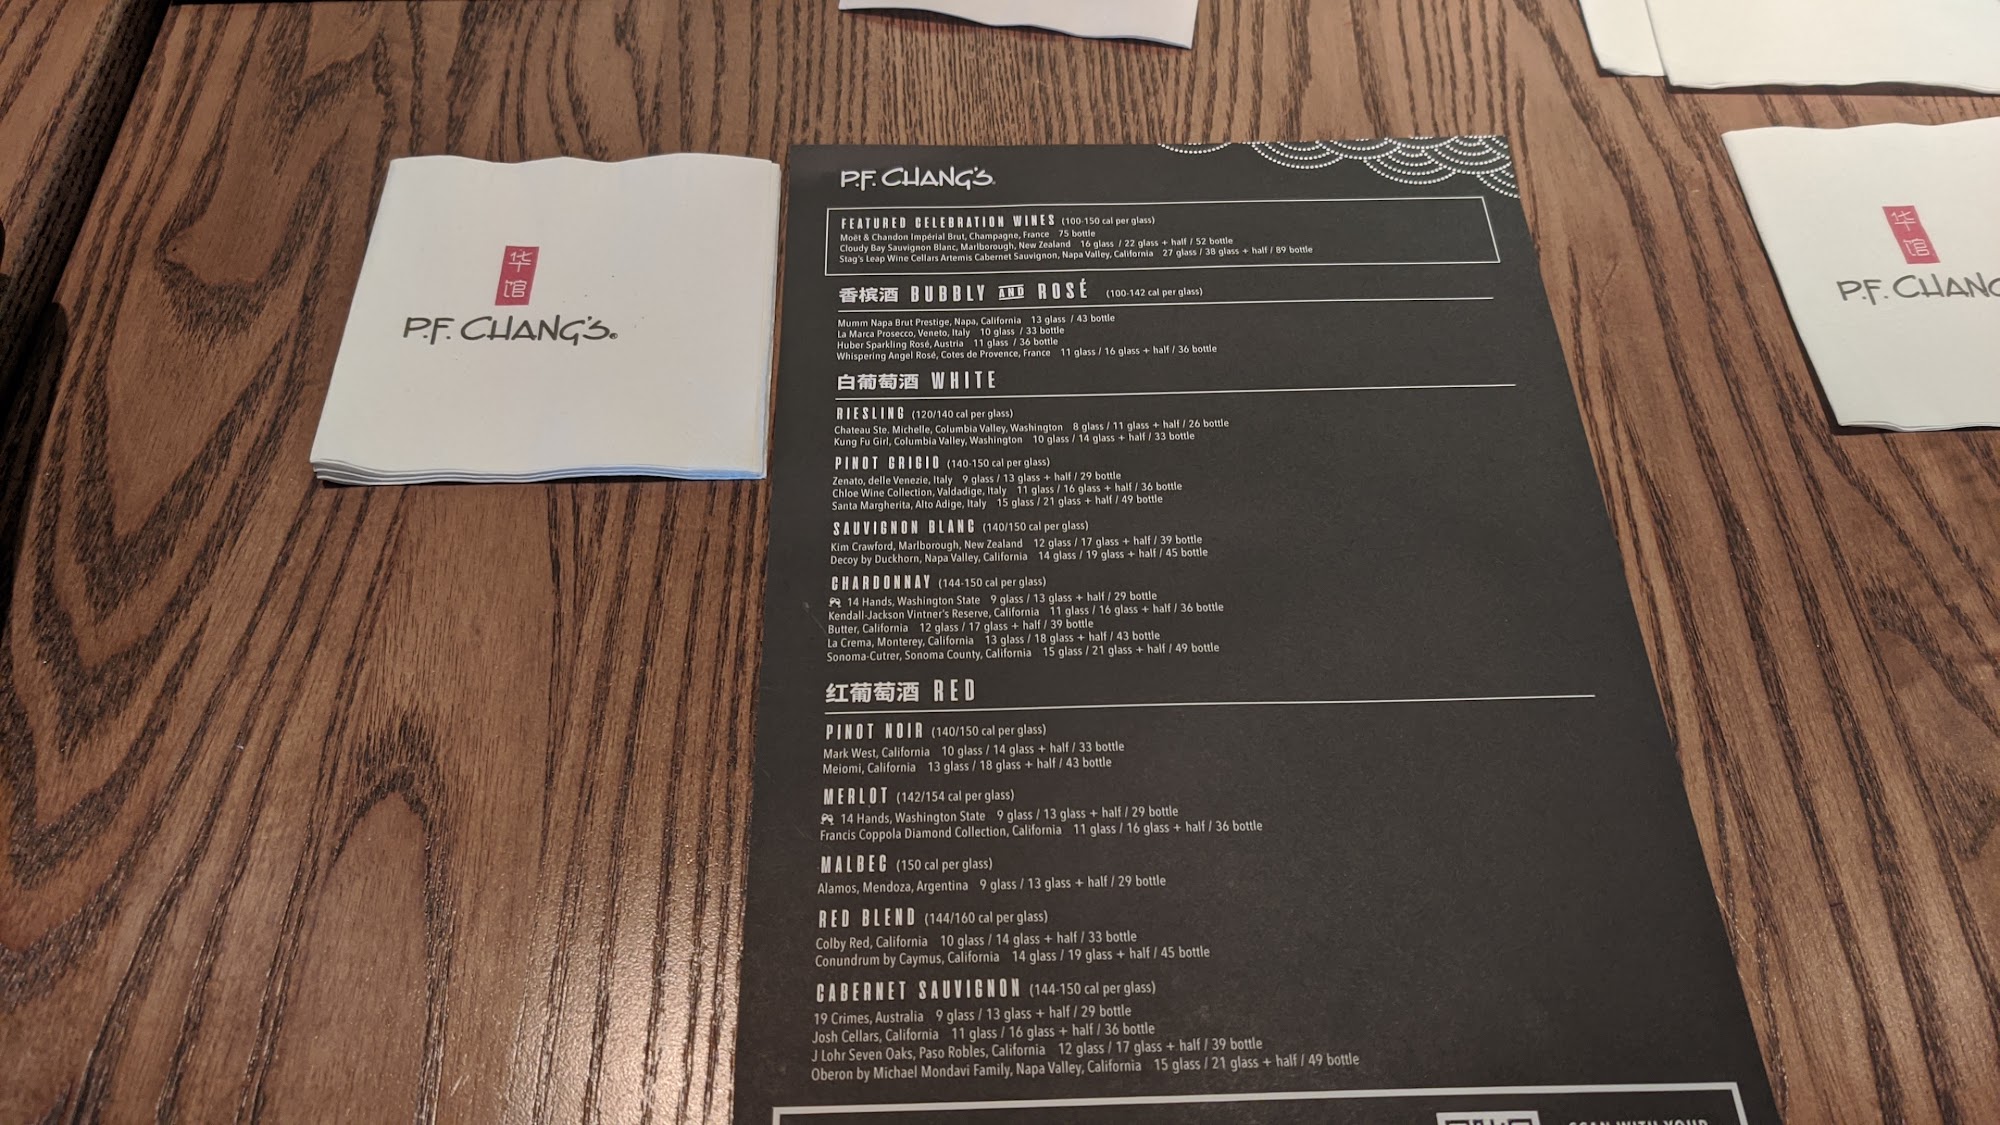 华
馆
P.F. CHANG'S®
华
馆
P.F. CHANG
P.F. CHANG'S
FEATURED CELEBRATION WINES (100-150 cal per glass)
Moët & Chandon Impérial Brut, Champagne, France 75 bottle
Cloudy Bay Sauvignon Blanc, Marlborough, New Zealand 16 glass / 22 glass + half / 52 bottle
Stag's Leap Wine Cellars Artemis Cabernet Sauvignon, Napa Valley, California 27 glass / 38 glass + half / 89 bottle
香槟酒 BUBBLY AND ROSÉ (100-142 cal per glass)
Mumm Napa Brut Prestige, Napa, California 13 glass / 43 bottle
La Marca Prosecco, Veneto, Italy 10 glass / 33 bottle
Huber Sparkling Rosé, Austria 11 glass / 36 bottle
Whispering Angel Rosé, Cotes de Provence, France 11 glass / 16 glass + half / 36 bottle
白葡萄酒 WHITE
RIESLING (120/140 cal per glass)
Chateau Ste. Michelle, Columbia Valley, Washington 8 glass / 11 glass + half / 26 bottle
Kung Fu Girl, Columbia Valley, Washington 10 glass / 14 glass + half / 33 bottle
PINOT GRIGIO (140-150 cal per glass)
Zenato, delle Venezie, Italy 9 glass / 13 glass + half / 29 bottle
Chloe Wine Collection, Valdadige, Italy 11 glass / 16 glass + half / 36 bottle
Santa Margherita, Alto Adige, Italy 15 glass / 21 glass + half / 49 bottle
SAUVIGNON BLANC (140/150 cal per glass)
Kim Crawford, Marlborough, New Zealand 12 glass / 17 glass + half / 39 bottle
Decoy by Duckhorn, Napa Valley, California 14 glass / 19 glass + half / 45 bottle
CHARDONNAY (144-150 cal per glass)
14 Hands, Washington State 9 glass / 13 glass + half / 29 bottle
Kendall-Jackson Vintner's Reserve, California 11 glass / 16 glass + half / 36 bottle
Butter, California 12 glass / 17 glass + half / 39 bottle
La Crema, Monterey, California 13 glass / 18 glass + half / 43 bottle
Sonoma-Cutrer, Sonoma County, California 15 glass / 21 glass + half / 49 bottle
红葡萄酒 RED
PINOT NOIR (140/150 cal per glass)
Mark West, California 10 glass / 14 glass + half / 33 bottle
Meiomi, California 13 glass / 18 glass + half / 43 bottle
MERLOT (142/154 cal per glass)
14 Hands, Washington State 9 glass / 13 glass + half / 29 bottle
Francis Coppola Diamond Collection, California 11 glass / 16 glass + half / 36 bottle
MALBEC (150 cal per glass)
Alamos, Mendoza, Argentina 9 glass / 13 glass + half / 29 bottle
RED BLEND (144/160 cal per glass)
Colby Red, California 10 glass / 14 glass + half / 33 bottle
Conundrum by Caymus, California 14 glass / 19 glass + half / 45 bottle
CABERNET SAUVIGNON (144-150 cal per glass)
19 Crimes, Australia 9 glass / 13 glass + half / 29 bottle
Josh Cellars, California 11 glass / 16 glass + half / 36 bottle
J Lohr Seven Oaks, Paso Robles, California 12 glass / 17 glass + half / 39 bottle
Oberon by Michael Mondavi Family, Napa Valley, California 15 glass / 21 glass + half / 49 bottle
SCAN WITH YOUR